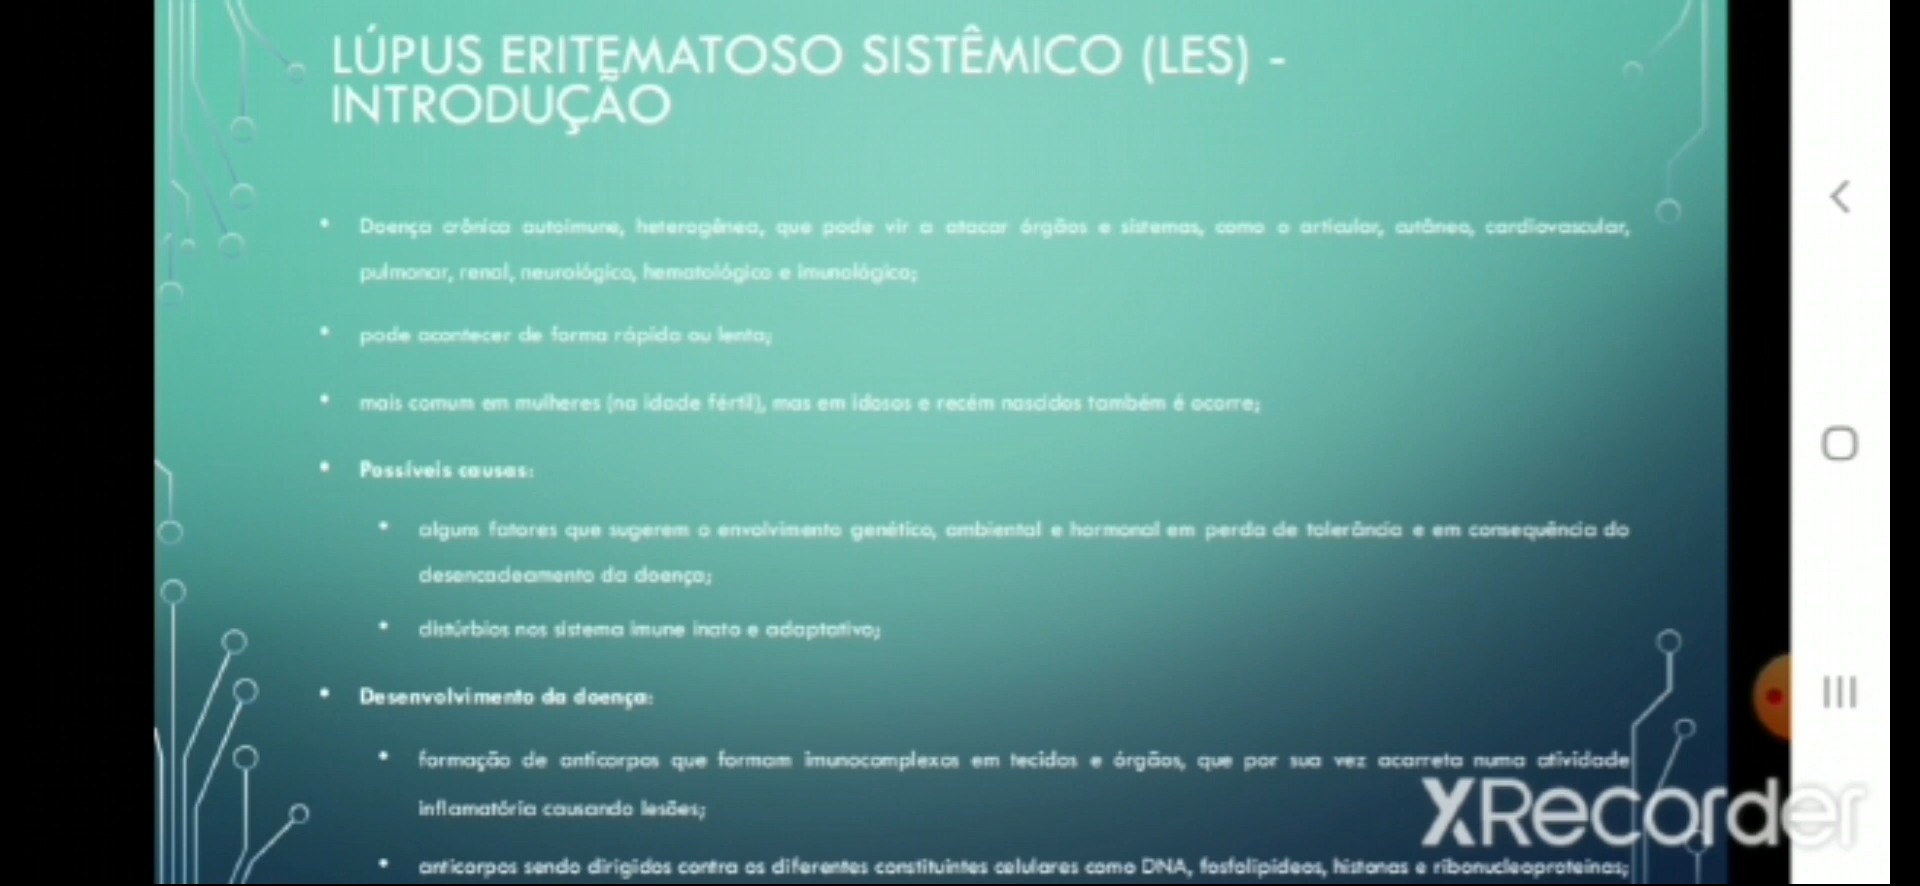 LÚPUS ERITEMATOSO SISTÊMICO (LES) -
INTRODUÇÃO
• Doença crônica autoimune, heterogênea, que pode vir a atacar órgãos e sistemas, como o articular, cutâneo, cardiovascular,
pulmonar, renal, neurológico, hematológico e imunológico;
• pode acontecer de forma rápida ou lenta;
• mais comum em mulheres (na idade fértil), mas em idosos e recém nascidos também é ocorre;
• Possíveis causas:
• alguns fatores que sugerem o envolvimento genético, ambiental e hormonal em perda de tolerância e em consequência do
desencadeamento da doença;
• distúrbios nos sistema imune inato e adaptativo;
• Desenvolvimento da doença:
• formação de anticorpos que formam imunocomplexos em tecidos e órgãos, que por sua vez acarreta numa atividade
inflamatória causando lesões;
• anticorpos sendo dirigidos contra os diferentes constituintes celulares como DNA, fosfolipídeos, histonas e ribonucleoproteínas;
XRecorder